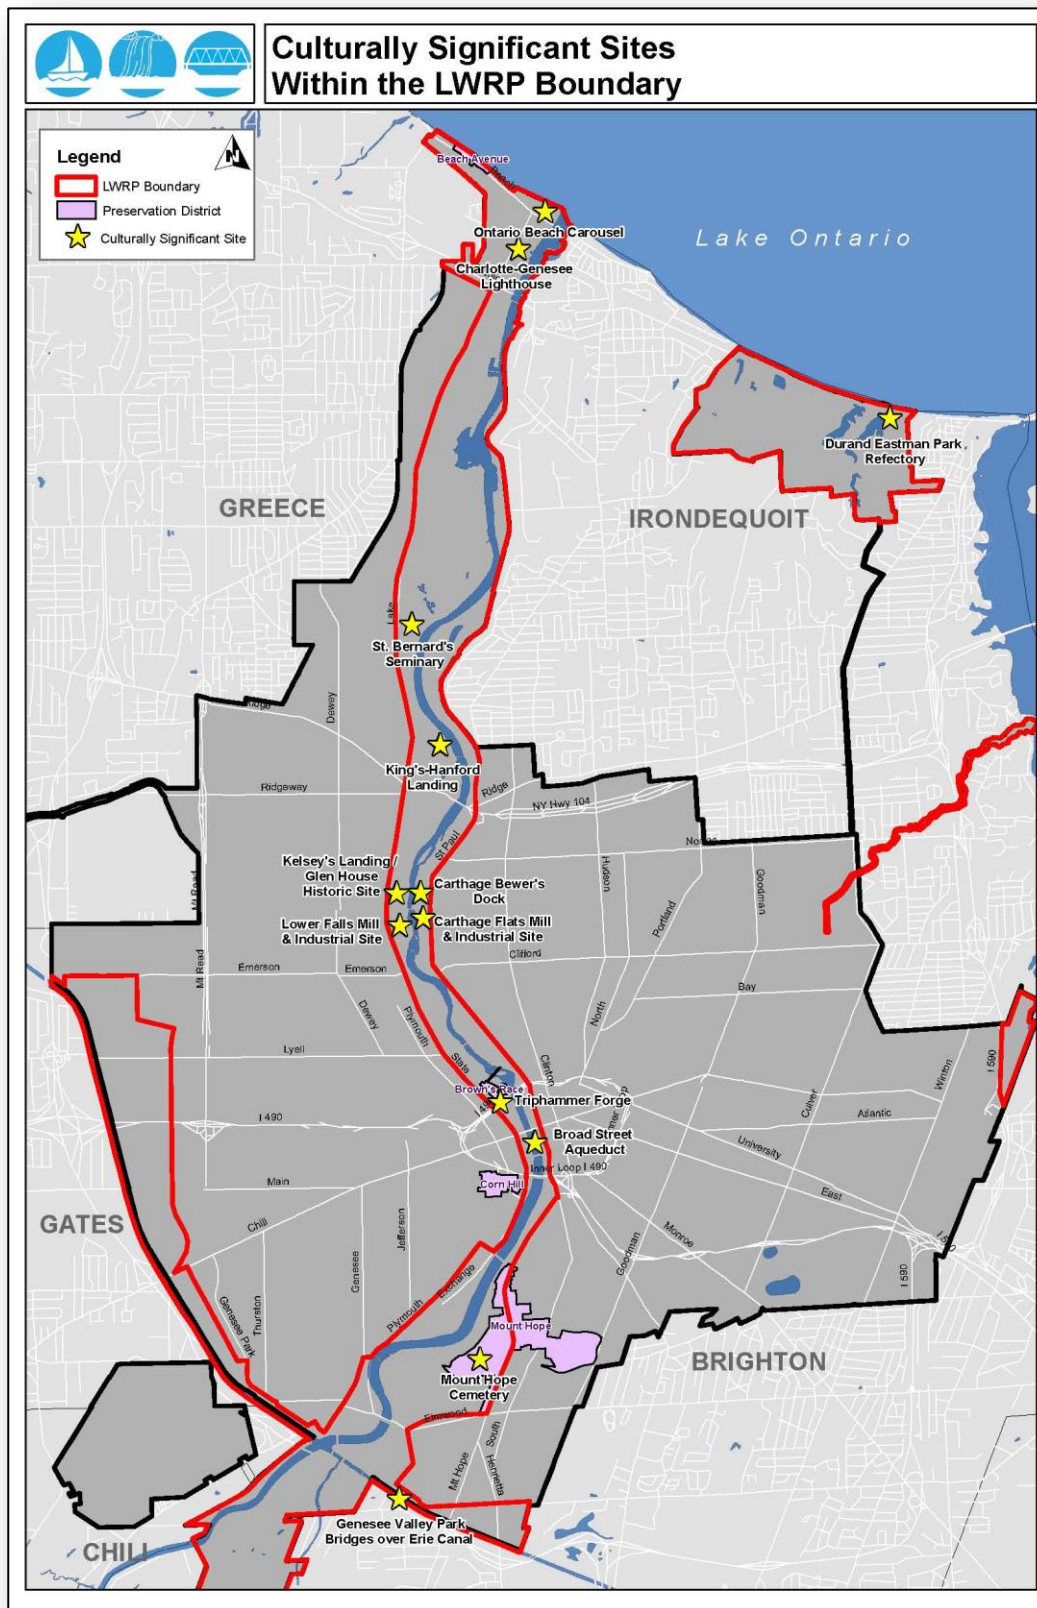 Culturally Significant Sites
Within the LWRP Boundary
Legend
N
LWRP Boundary
Preservation District
Culturally Significant Site
Beach Avenue
Beach
Ontario Beach Carousel
Charlotte-Genesee
Lighthouse
Lake Ontario
Durand Eastman Park
Refectory
GREECE
IRONDEQUOIT
Lake
St. Bernard's
Seminary
Dewey
Ridge
King's-Hanford
Landing
Ridgeway
Ridge
NY Hwy 104
St Paul
Kelsey's Landing /
Glen House
Historic Site
Carthage Bewer's
Dock
Hudson
Goodman
Mt Read
Portland
Lower Falls Mill
& Industrial Site
Carthage Flats Mill
& Industrial Site
Mt Read
Emerson
Emerson
Clifford
Bay
Dewey
Plymouth
North
Lyell
State
Clinton
I 590
Winton
Brown's Race
Triphammer Forge
I 490
I 490
Culver
Atlantic
Broad Street
Aqueduct
University
Inner Loop I 490
Main
Corn Hill
East
GATES
Chili
Jefferson
Monroe
I 590
Goodman
Genesee
Exchange
I 590
Plymouth
Genesee Park
Thurston
Mount Hope
BRIGHTON
Mount Hope
Cemetery
Elmwood
South
Mt Hope
Henrietta
Genesee Valley Park
Bridges over Erie Canal
CHILI